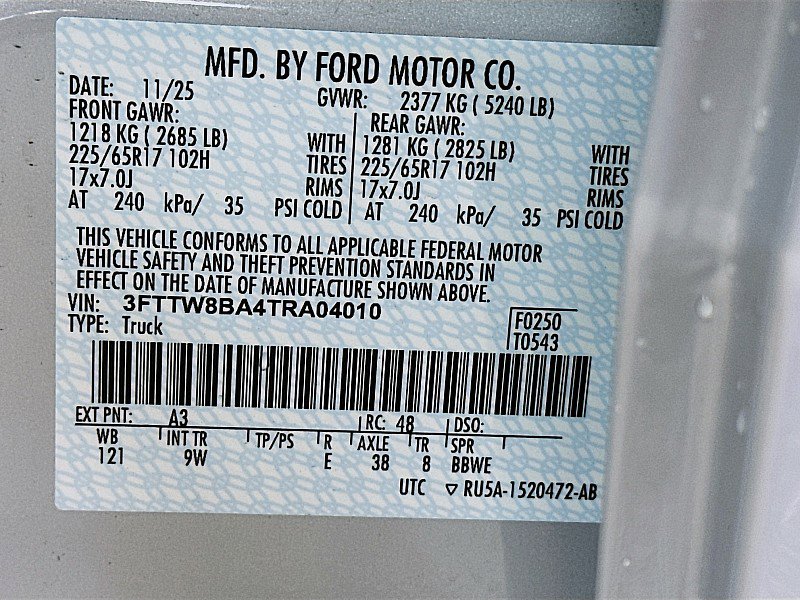 MFD. BY FORD MOTOR CO.
DATE: 11/25 GVWR: 2377 KG ( 5240 LB)
FRONT GAWR: REAR GAWR:
1218 KG ( 2685 LB) WITH 1281 KG ( 2825 LB) WITH
225/65R17 102H TIRES 225/65R17 102H TIRES
17x7.0J RIMS 17x7.0J RIMS
AT 240 kPa/ 35 PSI COLD AT 240 kPa/ 35 PSI COLD
THIS VEHICLE CONFORMS TO ALL APPLICABLE FEDERAL MOTOR
VEHICLE SAFETY AND THEFT PREVENTION STANDARDS IN
EFFECT ON THE DATE OF MANUFACTURE SHOWN ABOVE.
VIN: 3FTTW8BA4TRA04010
TYPE: Truck
F0250
T0543
EXT PNT: A3 RC: 48 DSO:
WB INT TR TP/PS R AXLE TR SPR
121 9W E 38 8 BBWE
UTC ▽ RU5A-1520472-AB